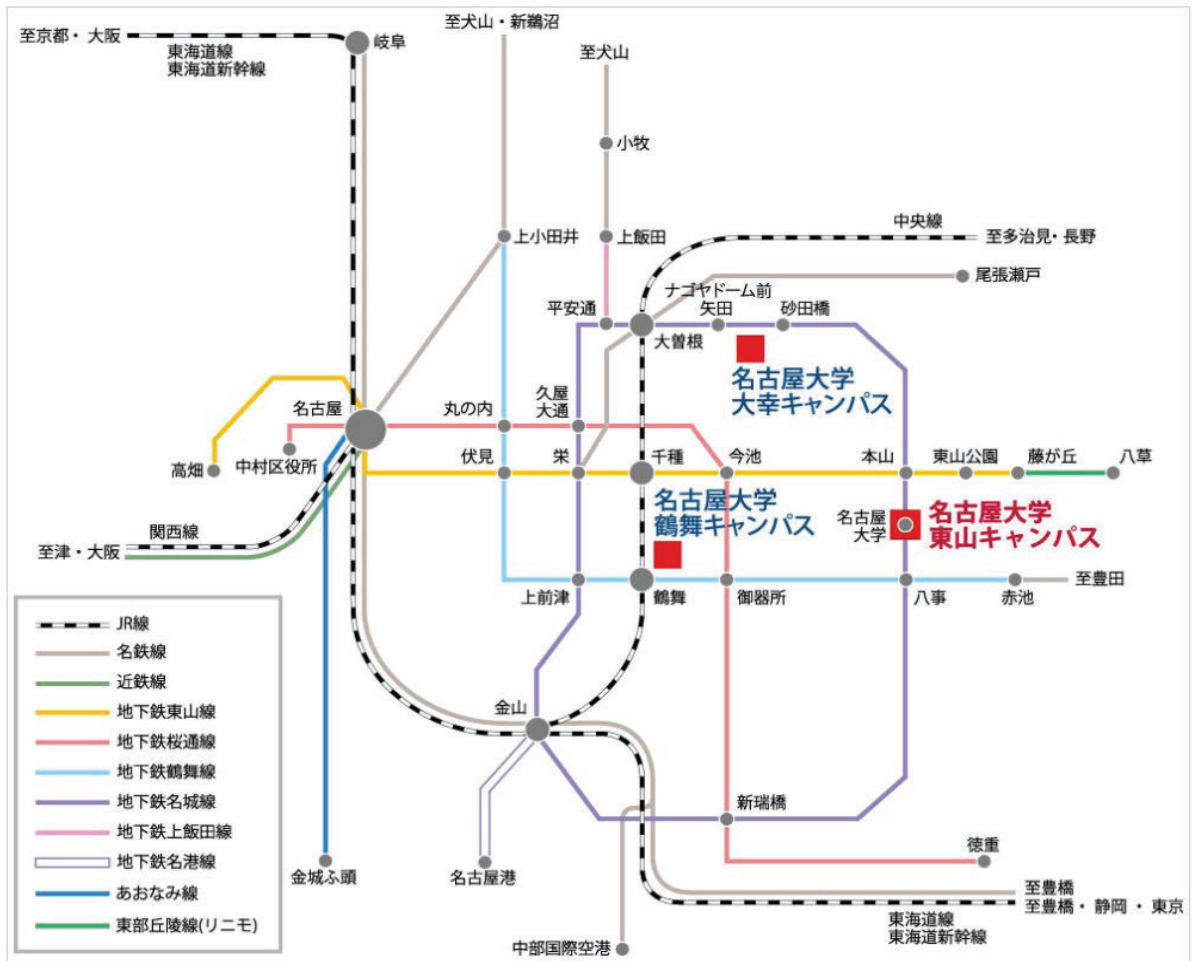 至犬山・新鵜沼
至京都・大阪
岐阜
東海道線
東海道新幹線
至犬山
小牧
中央線
上小田井
上飯田
至多治見・長野
尾張瀬戸
ナゴヤドーム前
矢田
砂田橋
平安通
大曽根
名古屋大学
大幸キャンパス
久屋
大通
名古屋
丸の内
高畑
中村区役所
伏見
栄
千種
今池
本山
東山公園
藤が丘
八草
名古屋大学
鶴舞キャンパス
名古屋
大学
名古屋大学
東山キャンパス
関西線
至津・大阪
上前津
鶴舞
御器所
八事
赤池
至豊田
JR線
名鉄線
近鉄線
地下鉄東山線
地下鉄桜通線
地下鉄鶴舞線
地下鉄名城線
地下鉄上飯田線
地下鉄名港線
あおなみ線
東部丘陵線(リニモ)
金山
新瑞橋
徳重
金城ふ頭
名古屋港
至豊橋
至豊橋・静岡・東京
東海道線
東海道新幹線
中部国際空港